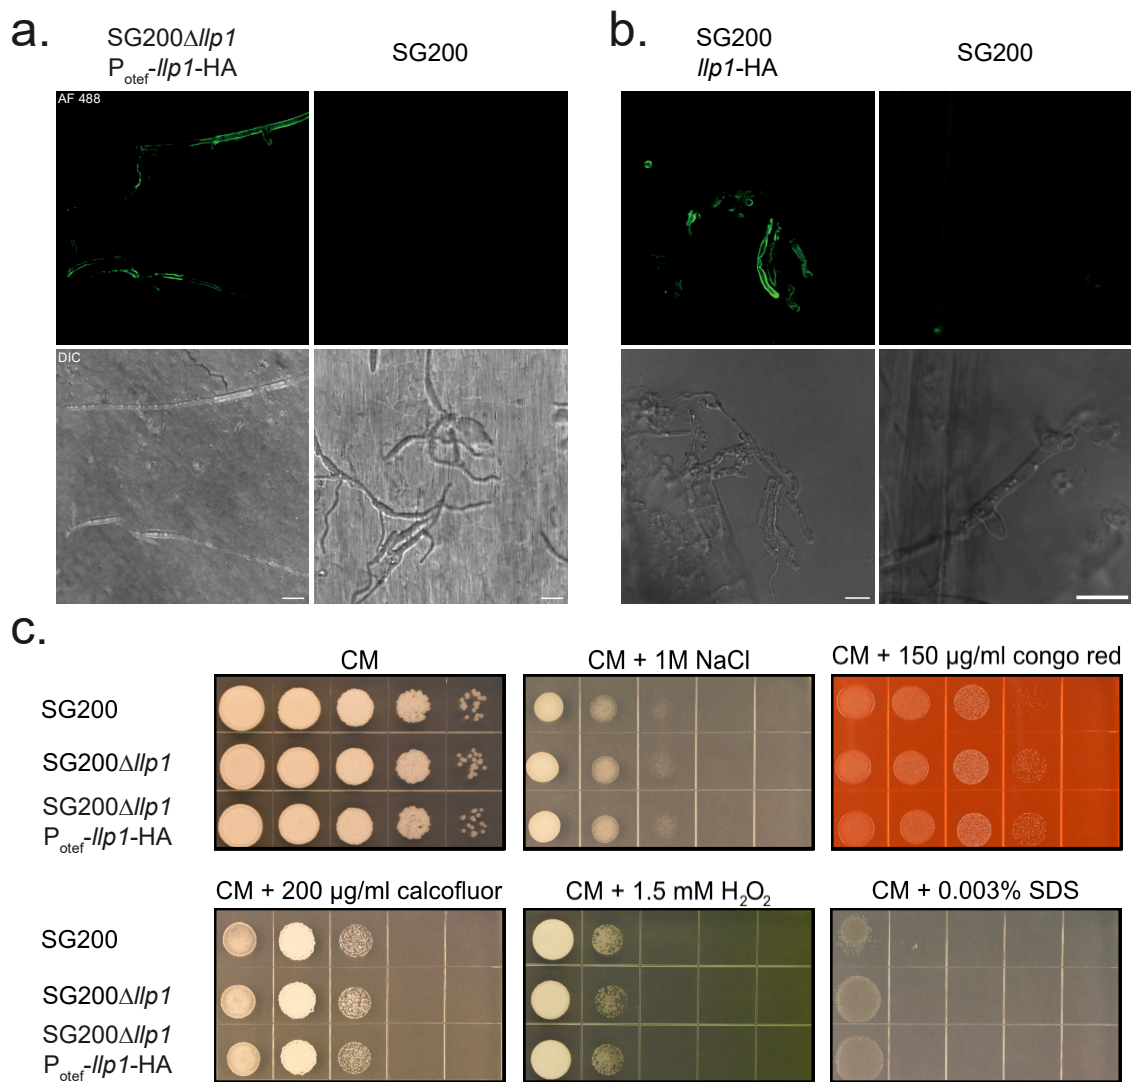 a.
SG200Δllp1
Potef-llp1-HA
SG200
b.
SG200
llp1-HA
SG200
AF 488
DIC
c.
CM
CM + 1M NaCl
CM + 150 µg/ml congo red
SG200
SG200Δllp1
SG200Δllp1
Potef-llp1-HA
CM + 200 µg/ml calcofluor
CM + 1.5 mM H₂O₂
CM + 0.003% SDS
SG200
SG200Δllp1
SG200Δllp1
Potef-llp1-HA